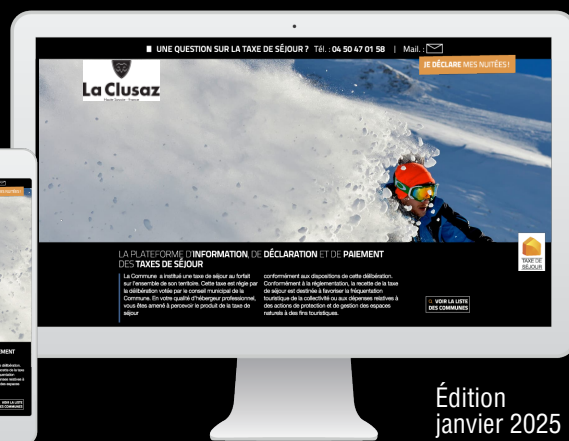 UNE QUESTION SUR LA TAXE DE SÉJOUR ? Tél. : 04 50 47 01 58 | Mail. :
JE DÉCLARE MES NUITÉES !
La Clusaz
LA PLATEFORME D'INFORMATION, DE DÉCLARATION ET DE PAIEMENT
DES TAXES DE SÉJOUR
La Commune a institué une taxe de séjour au forfait
sur l'ensemble de son territoire. Cette taxe est régie par
la délibération votée par le conseil municipal de la
Commune. En votre qualité d'hébergeur professionnel,
vous êtes amené à percevoir le produit de la taxe de
séjour
conformément aux dispositions de cette délibération.
Conformément à la réglementation, la recette de la taxe
de séjour est destinée à favoriser la fréquentation
touristique de la collectivité ou aux dépenses relatives à
des actions de protection et de gestion des espaces
naturels à des fins touristiques.
TAXE DE
SÉJOUR
VOIR LA LISTE
DES COMMUNES
Édition
janvier 2025